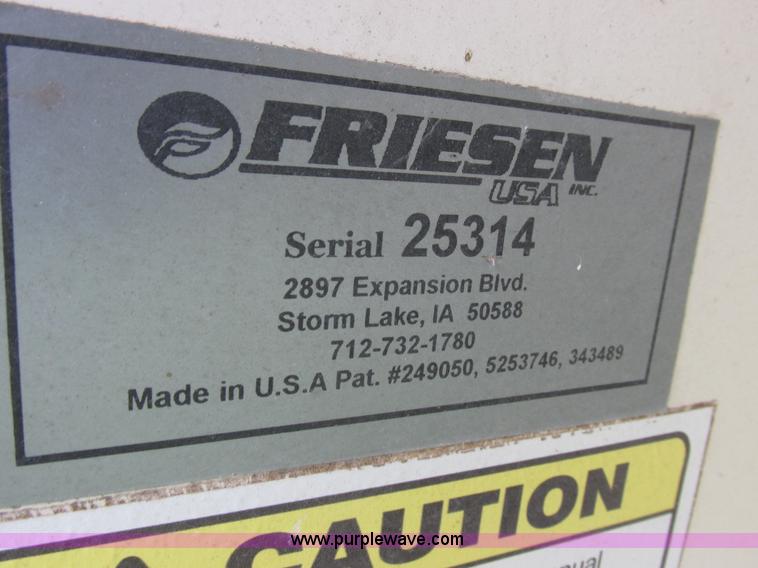 FRIESEN
USA INC.
Serial 25314
2897 Expansion Blvd.
Storm Lake, IA 50588
712-732-1780
Made in U.S.A Pat. #249050, 5253746, 343489
CAUTION
www.purplewave.com